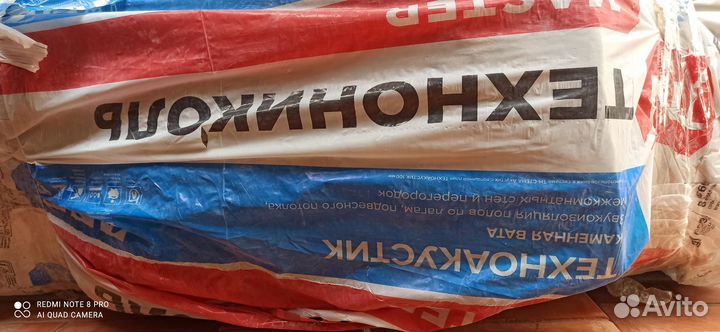 ТЕХНОАКУСТИК
КАМЕННАЯ ВАТА
Звукоизоляция полов по лагам, подвесного потолка,
межкомнатных стен и перегородок
ТЕХНОНИКОЛЬ
МАСТЕР
REDMI NOTE 8 PRO
AI QUAD CAMERA
Avito